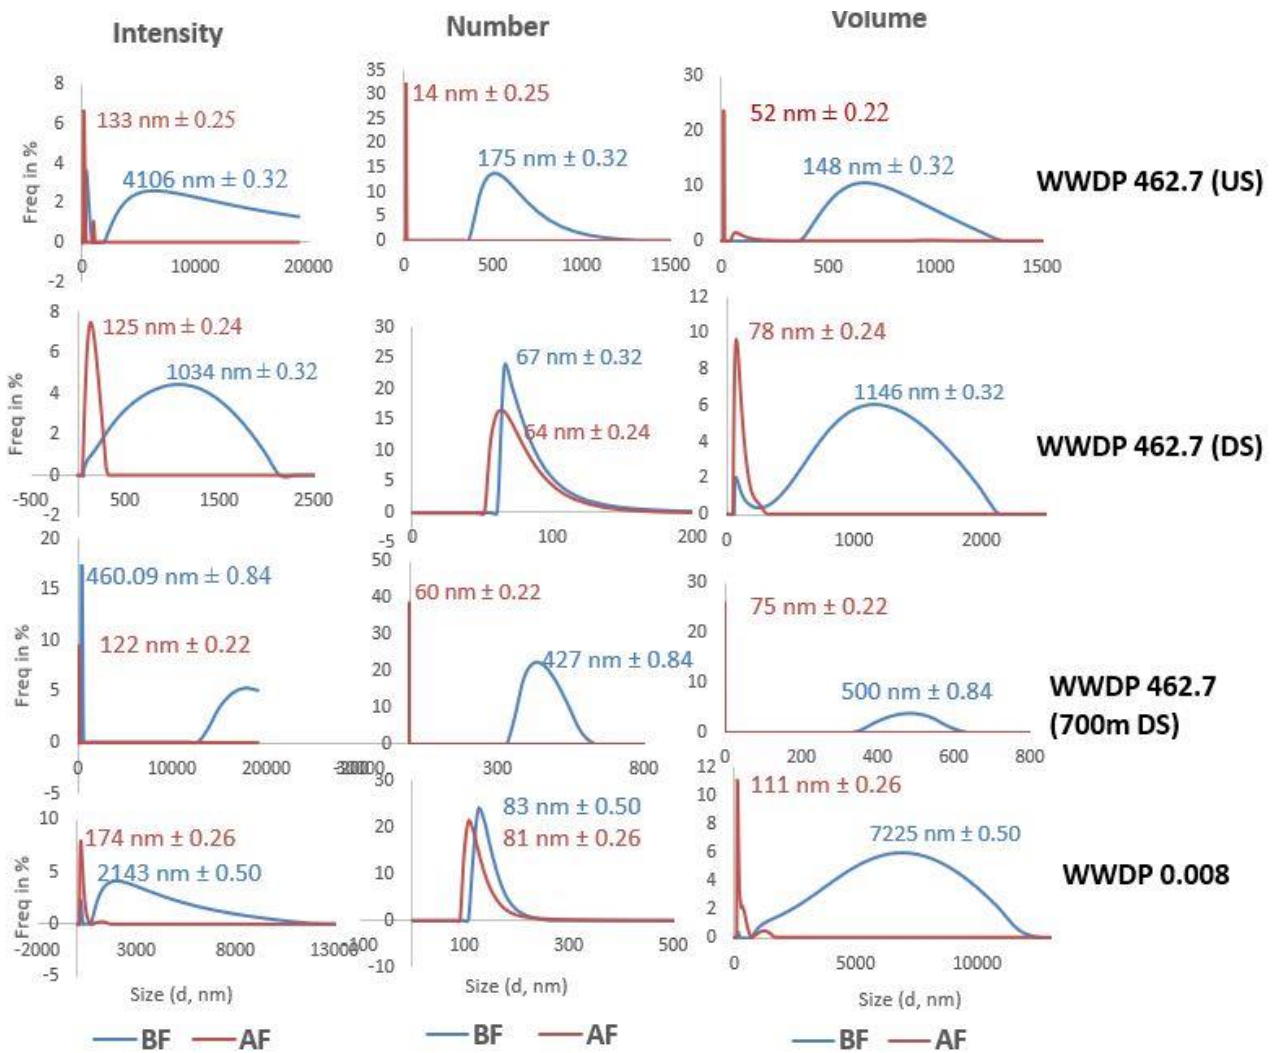 Intensity
Number
Volume
8
6
4
2
0
-2
Freq in %
133 nm ± 0.25
4106 nm ± 0.32
0
10000
20000
35
30
25
20
15
10
5
0
14 nm ± 0.25
175 nm ± 0.32
0
500
1000
1500
30
20
10
0
52 nm ± 0.22
148 nm ± 0.32
0
500
1000
1500
WWDP 462.7 (US)
8
6
4
2
0
-2
Freq in %
125 nm ± 0.24
1034 nm ± 0.32
-500
500
1500
2500
30
25
20
15
10
5
0
-5
67 nm ± 0.32
64 nm ± 0.24
0
100
200
12
10
8
6
4
2
0
78 nm ± 0.24
1146 nm ± 0.32
0
1000
2000
WWDP 462.7 (DS)
20
15
10
5
0
-5
Freq in %
460.09 nm ± 0.84
122 nm ± 0.22
0
10000
20000
50
40
30
20
10
0
60 nm ± 0.22
427 nm ± 0.84
300
800
30
20
10
0
75 nm ± 0.22
500 nm ± 0.84
0
200
400
600
800
WWDP 462.7
(700m DS)
10
5
0
-5
Freq in %
174 nm ± 0.26
2143 nm ± 0.50
-2000
3000
8000
13000
30
20
10
0
-10
83 nm ± 0.50
81 nm ± 0.26
100
300
500
12
10
8
6
4
2
0
111 nm ± 0.26
7225 nm ± 0.50
0
5000
10000
WWDP 0.008
Size (d, nm)
Size (d, nm)
Size (d, nm)
BF AF
BF AF
BF AF